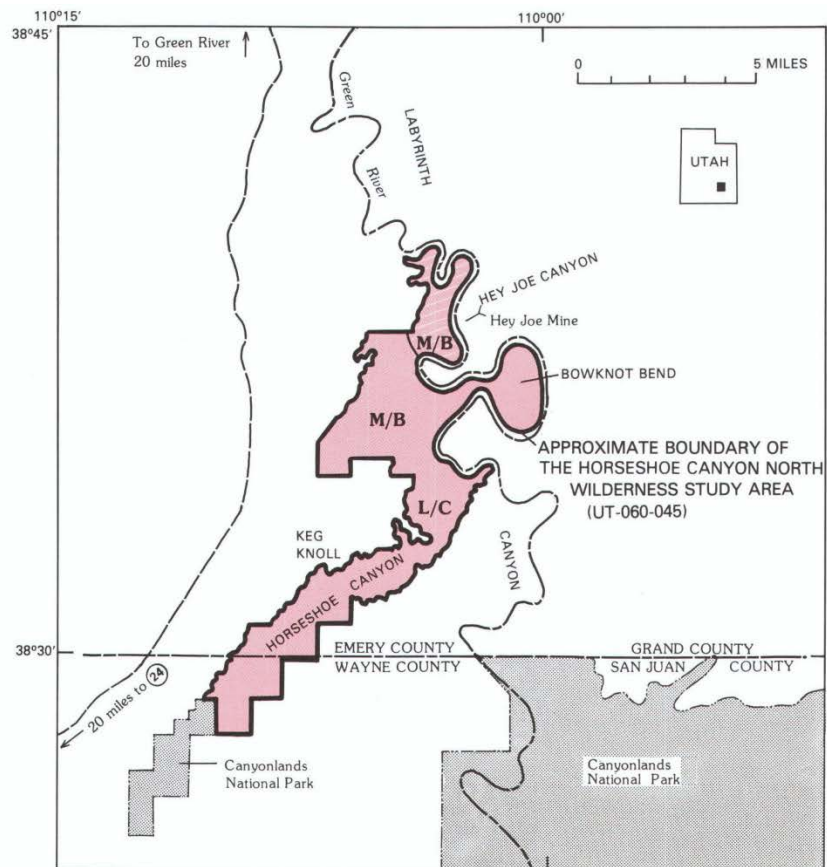 110°15'
110°00'
38°45'
To Green River
20 miles
0 5 MILES
Green
River
LABYRINTH
UTAH
HEY JOE CANYON
Hey Joe Mine
M/B
BOWKNOT BEND
M/B
APPROXIMATE BOUNDARY OF
THE HORSESHOE CANYON NORTH
WILDERNESS STUDY AREA
(UT-060-045)
L/C
KEG
KNOLL
CANYON
HORSESHOE CANYON
38°30'
EMERY COUNTY
WAYNE COUNTY
GRAND COUNTY
SAN JUAN COUNTY
20 miles to 24
Canyonlands
National Park
Canyonlands
National Park